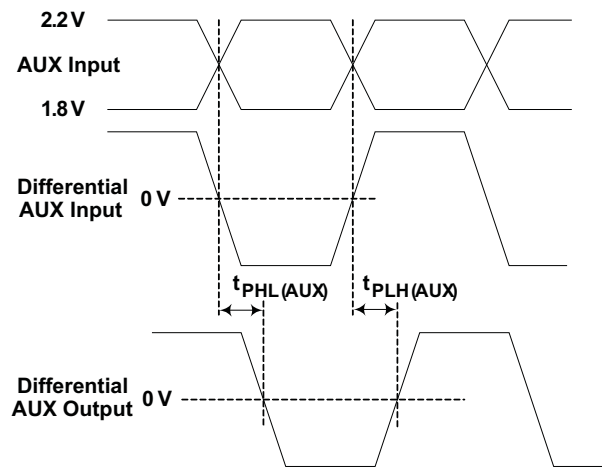 2.2 V
AUX Input
1.8 V
Differential
AUX Input
0 V
tPHL(AUX)
tPLH(AUX)
Differential
AUX Output
0 V